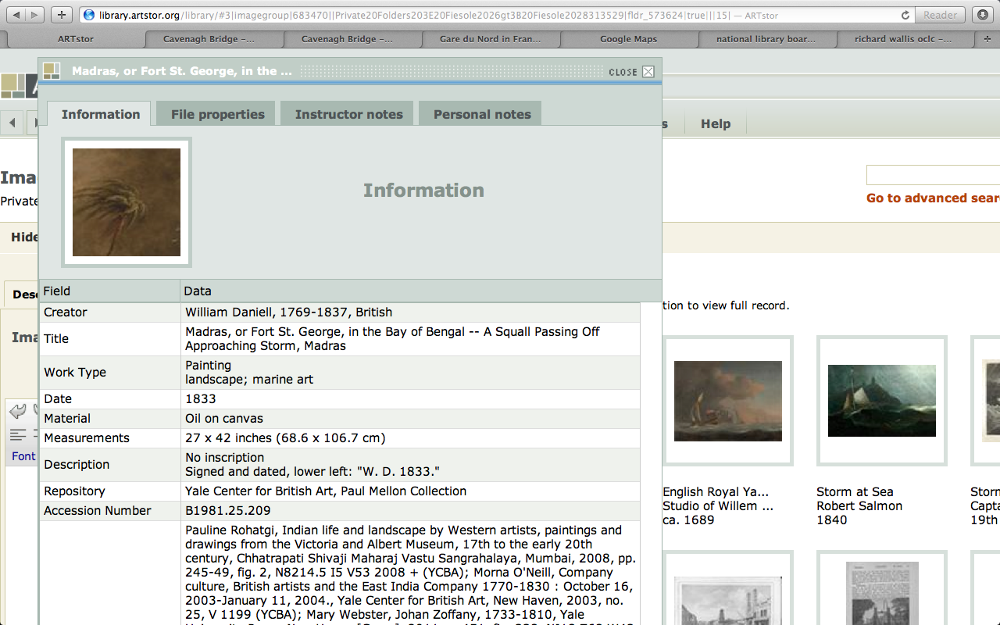 library.artstor.org/library/#3|imagegroup|683470||Private20Folders203E20Fiesole2026gt3B20Fiesole2028313529|fldr_573624|true|||15| — ARTstor
Reader
ARTstor
Cavenagh Bridge –...
Cavenagh Bridge –...
Gare du Nord in Fran...
Google Maps
national library boar...
richard wallis oclc –...
Madras, or Fort St. George, in the ...
CLOSE
Information
File properties
Instructor notes
Personal notes
s
Help
Information
Ima
Private
Go to advanced sear
Hide
Field
Data
Desc
tion to view full record.
Creator
William Daniell, 1769-1837, British
Title
Madras, or Fort St. George, in the Bay of Bengal -- A Squall Passing Off
Approaching Storm, Madras
Ima
Work Type
Painting
landscape; marine art
Date
1833
Material
Oil on canvas
Measurements
27 x 42 inches (68.6 x 106.7 cm)
Font
Description
No inscription
Signed and dated, lower left: "W. D. 1833."
Repository
Yale Center for British Art, Paul Mellon Collection
Accession Number
B1981.25.209
English Royal Ya...
Studio of Willem ...
ca. 1689
Storm at Sea
Robert Salmon
1840
Storm
Capta
19th
Pauline Rohatgi, Indian life and landscape by Western artists, paintings and
drawings from the Victoria and Albert Museum, 17th to the early 20th
century, Chhatrapati Shivaji Maharaj Vastu Sangrahalaya, Mumbai, 2008, pp.
245-49, fig. 2, N8214.5 I5 V53 2008 + (YCBA); Morna O'Neill, Company
culture, British artists and the East India Company 1770-1830 : October 16,
2003-January 11, 2004., Yale Center for British Art, New Haven, 2003, no.
25, V 1199 (YCBA); Mary Webster, Johan Zoffany, 1733-1810, Yale